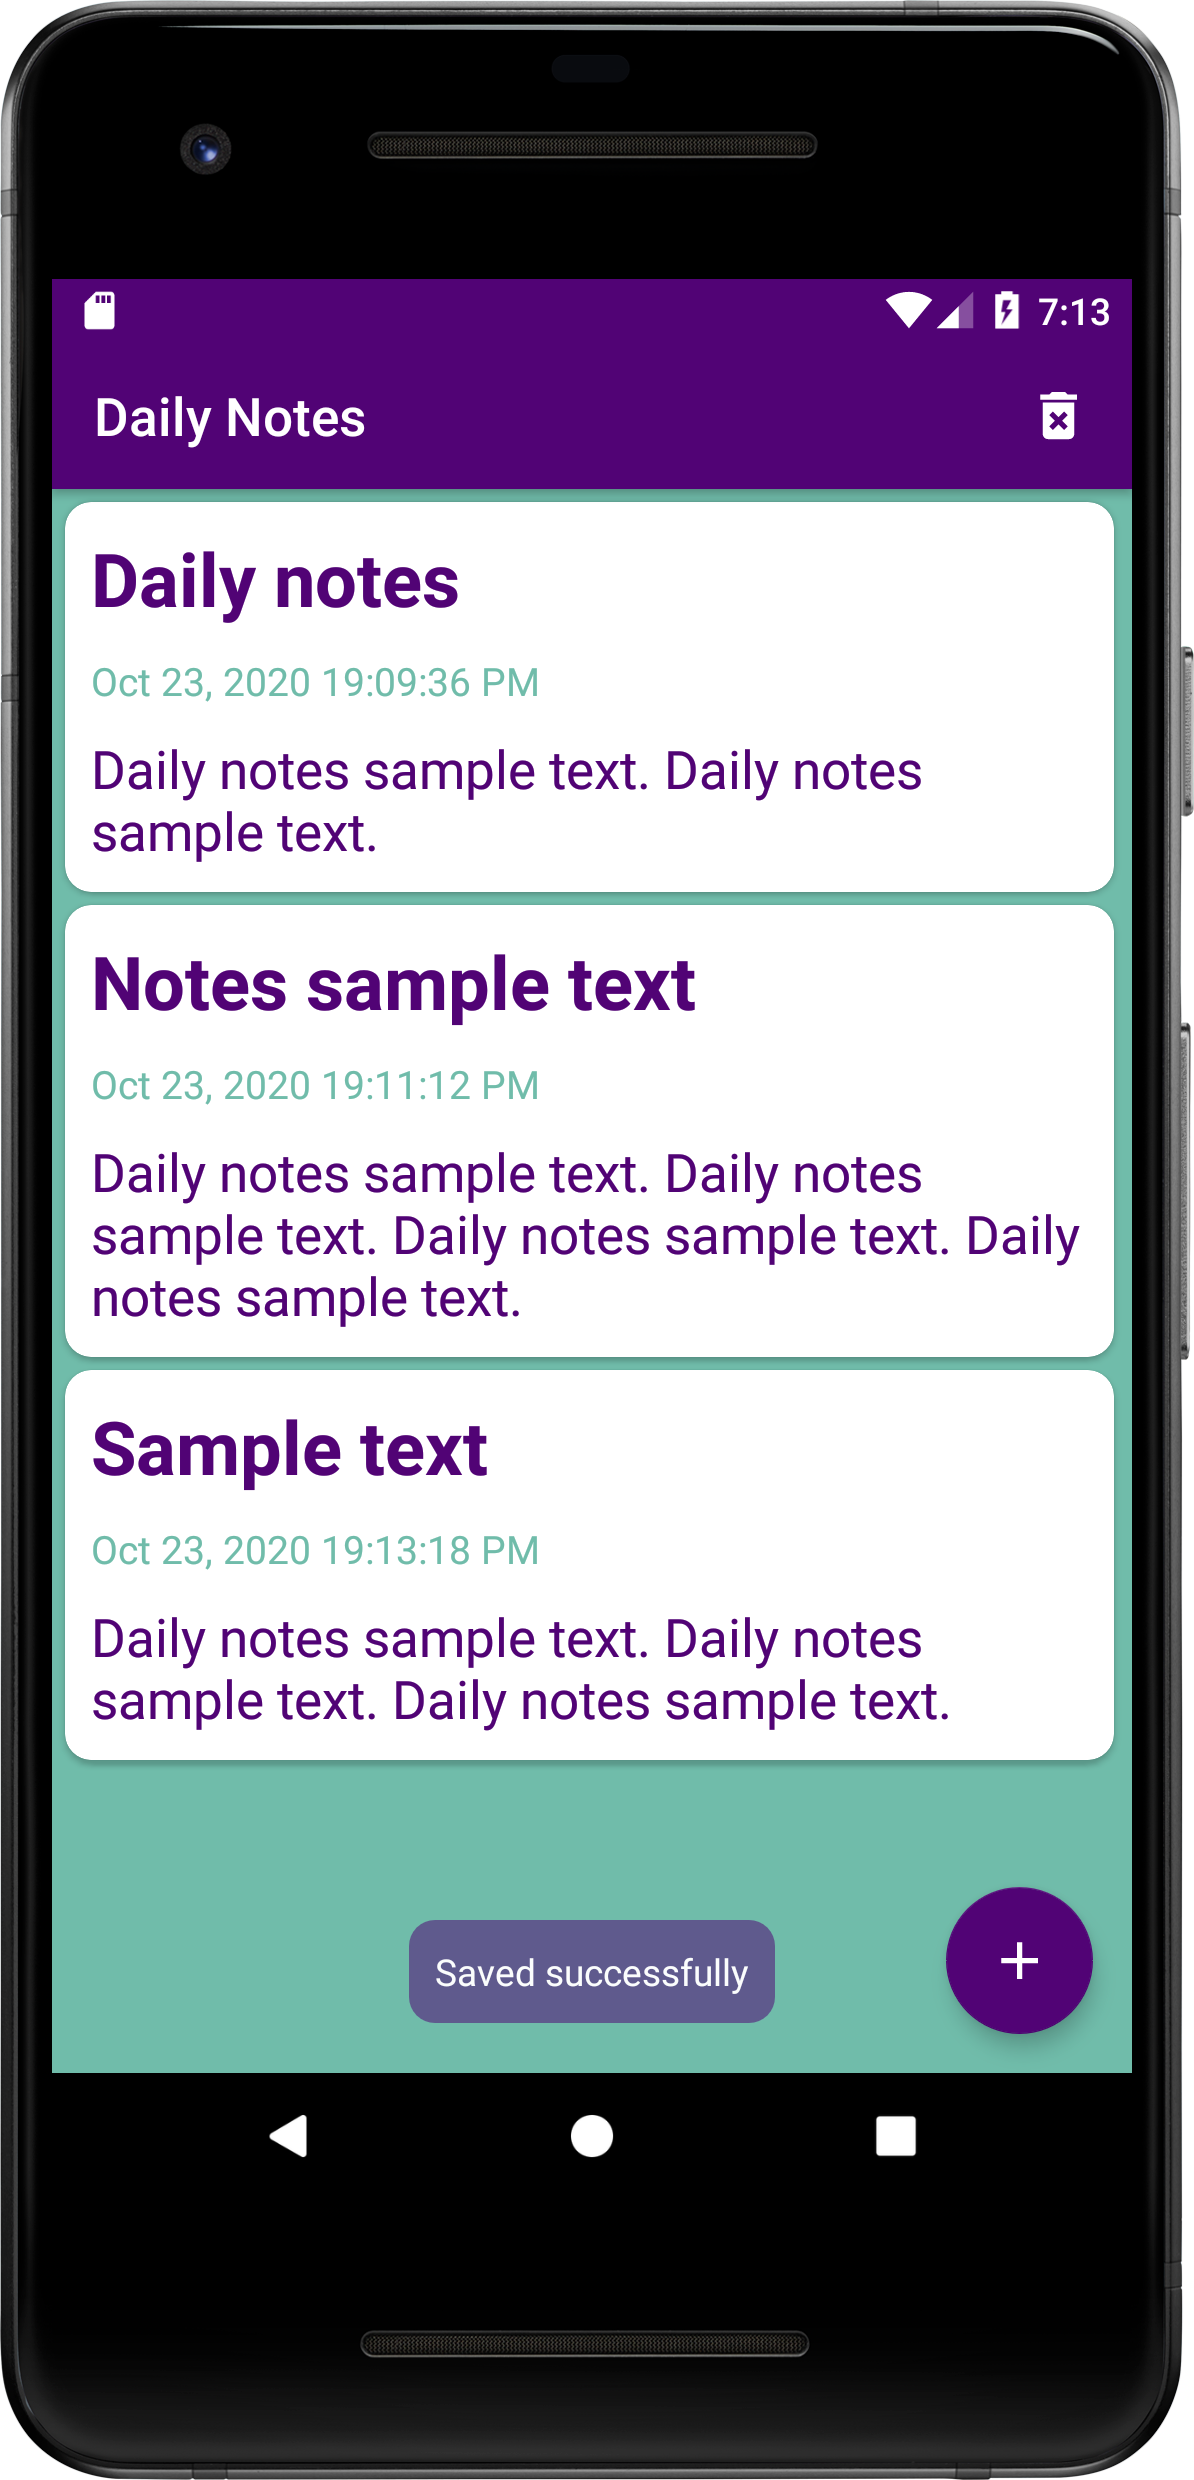 7:13
Daily Notes
Daily notes
Oct 23, 2020 19:09:36 PM
Daily notes sample text. Daily notes
sample text.
Notes sample text
Oct 23, 2020 19:11:12 PM
Daily notes sample text. Daily notes
sample text. Daily notes sample text. Daily
notes sample text.
Sample text
Oct 23, 2020 19:13:18 PM
Daily notes sample text. Daily notes
sample text. Daily notes sample text.
Saved successfully